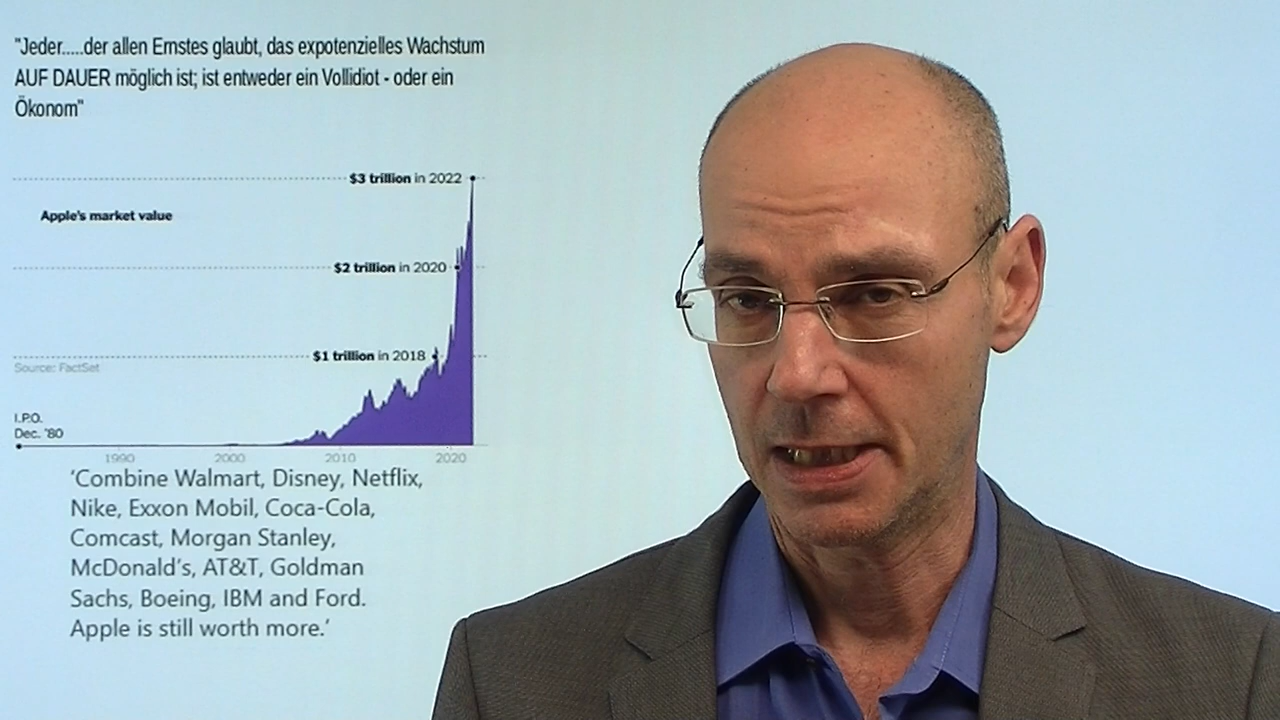 "Jeder.....der allen Ernstes glaubt, das expotenzielles Wachstum
AUF DAUER möglich ist; ist entweder ein Vollidiot - oder ein
Ökonom"
$3 trillion in 2022
Apple's market value
$2 trillion in 2020
$1 trillion in 2018
Source: FactSet
I.P.O.
Dec. '80
1990 2000 2010 2020
'Combine Walmart, Disney, Netflix,
Nike, Exxon Mobil, Coca-Cola,
Comcast, Morgan Stanley,
McDonald's, AT&T, Goldman
Sachs, Boeing, IBM and Ford.
Apple is still worth more.'